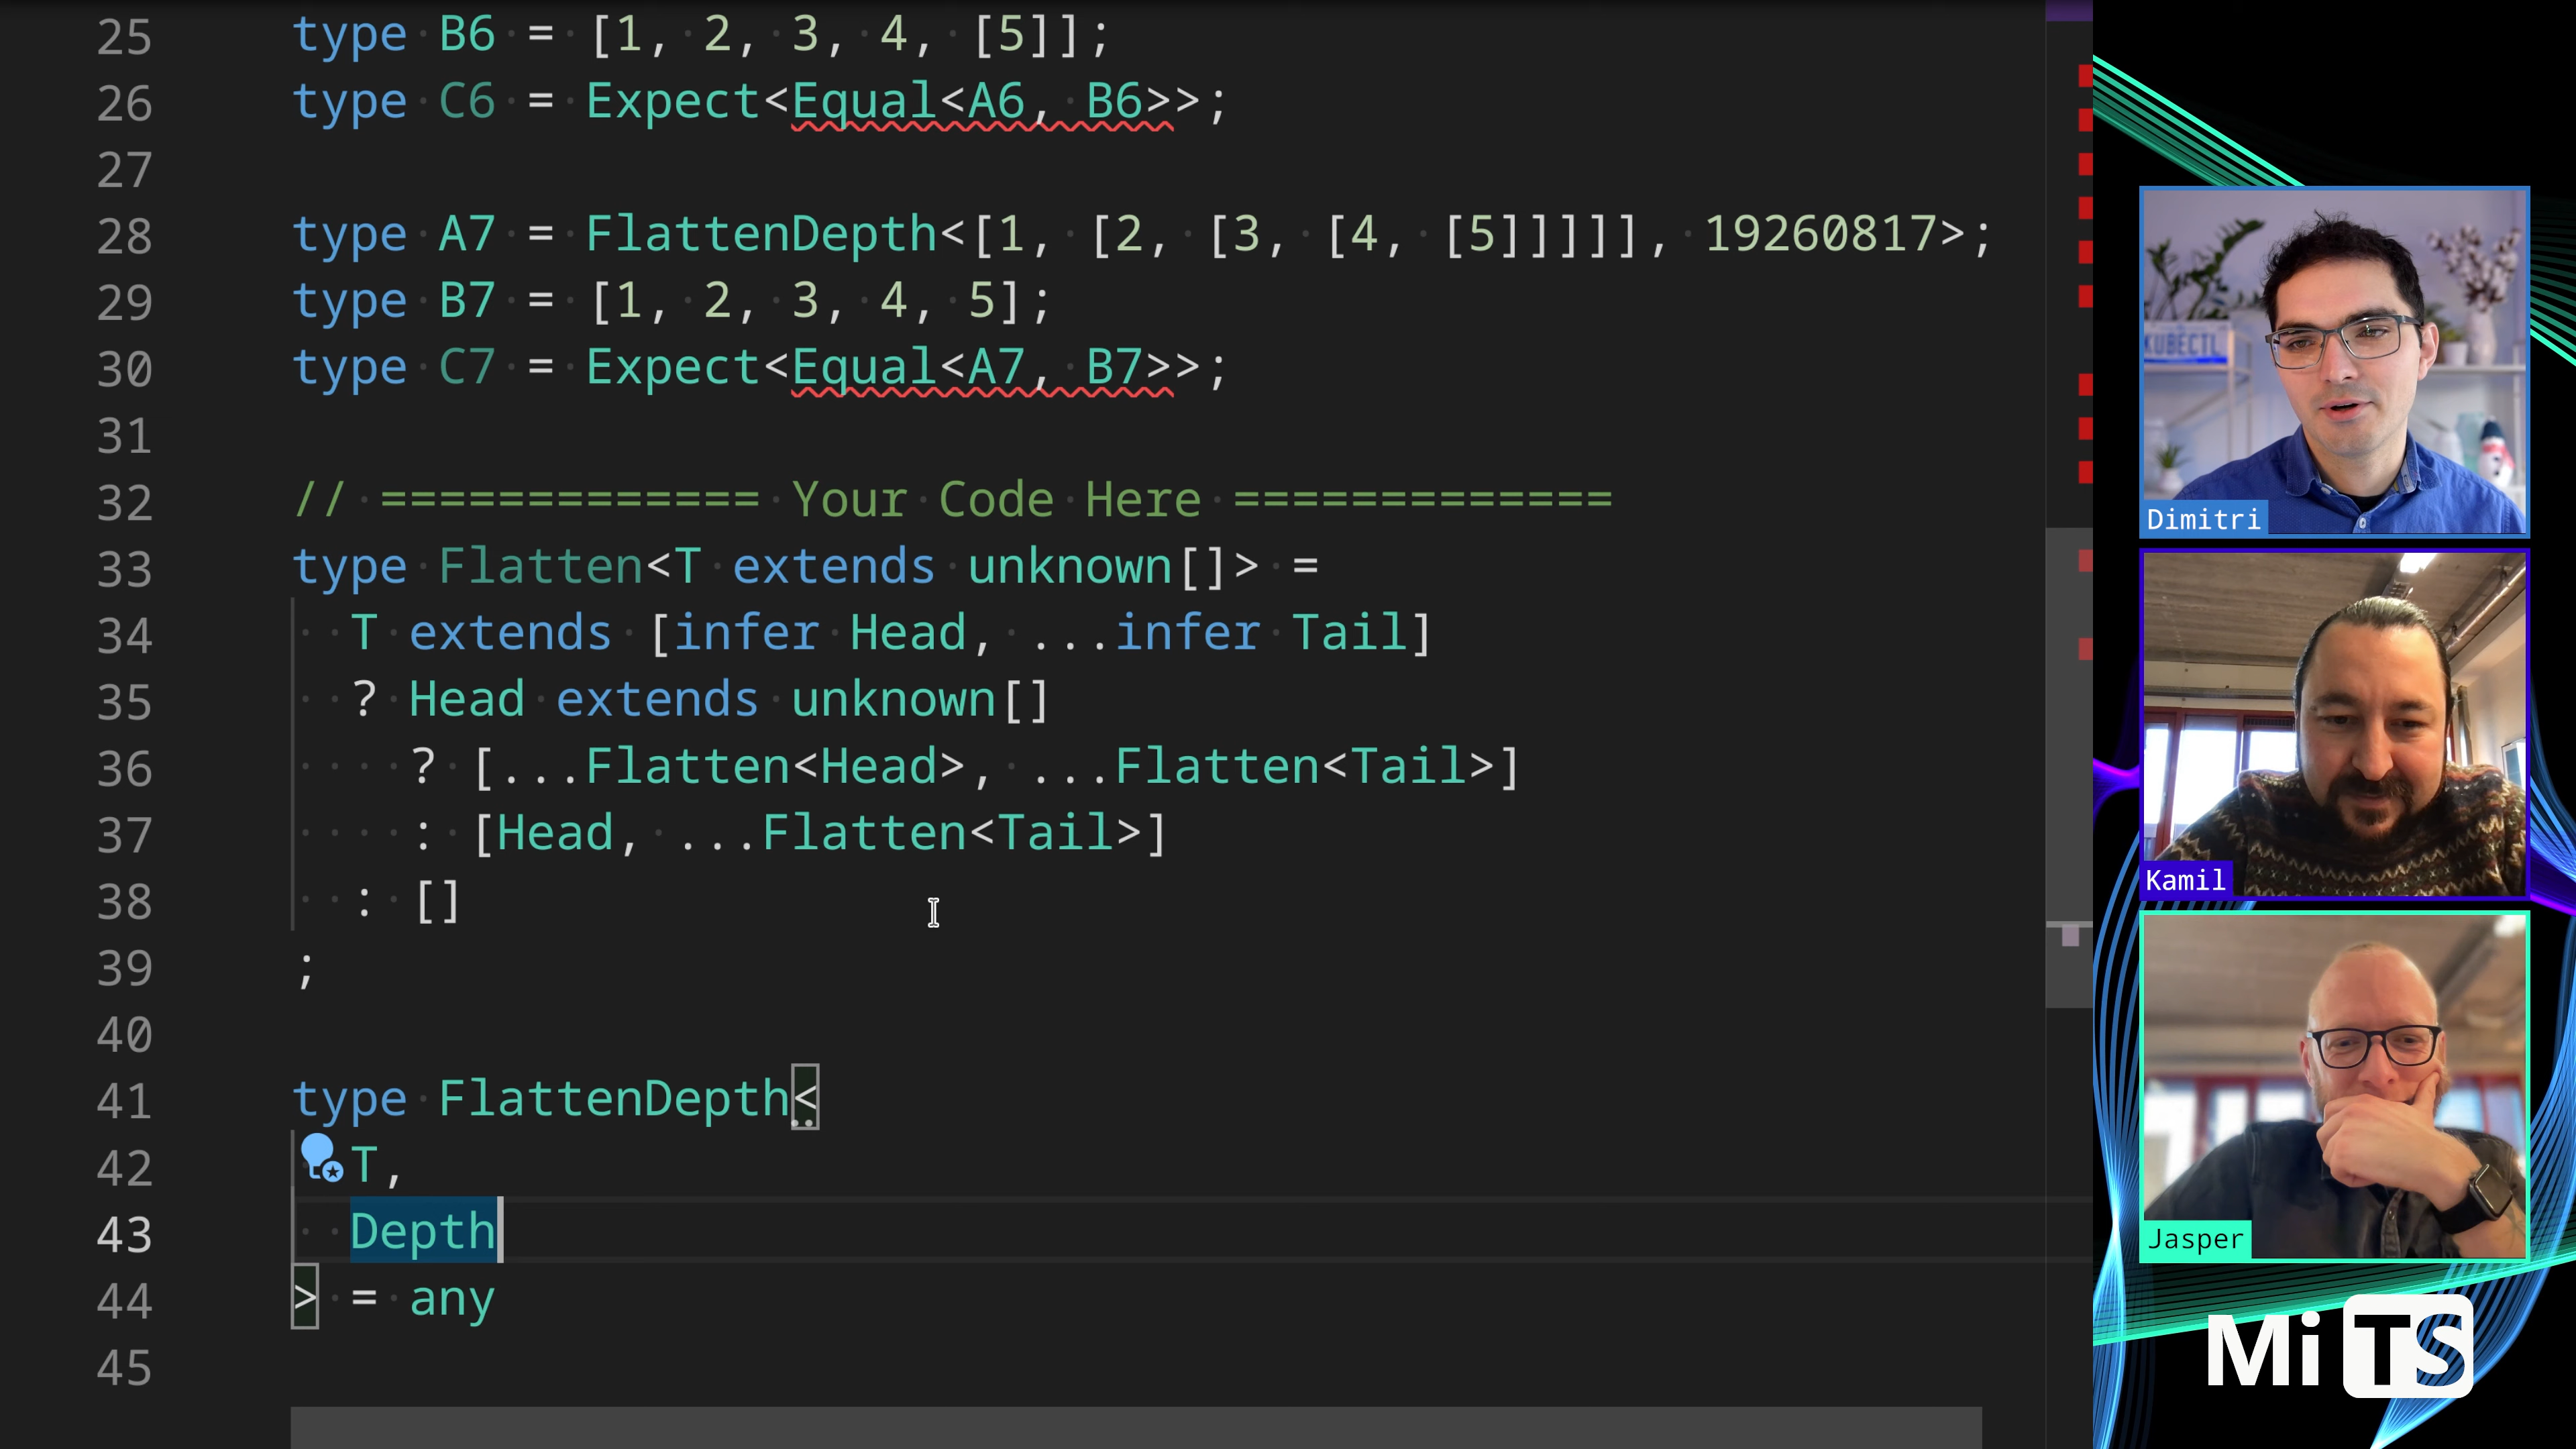 25 type B6 = [1, 2, 3, 4, [5]];
26 type C6 = Expect<Equal<A6, B6>>;
27
28 type A7 = FlattenDepth<[1, [2, [3, [4, [5]]]]], 19260817>;
29 type B7 = [1, 2, 3, 4, 5];
30 type C7 = Expect<Equal<A7, B7>>;
31
32 // ============= Your Code Here =============
33 type Flatten<T extends unknown[]> =
34 T extends [infer Head, ...infer Tail]
35 ? Head extends unknown[]
36 ? [...Flatten<Head>, ...Flatten<Tail>]
37 : [Head, ...Flatten<Tail>]
38 : []
39 ;
40
41 type FlattenDepth<
42 T,
43 Depth
44 > = any
45
KUBECTL
Dimitri
Kamil
Jasper
MiTS